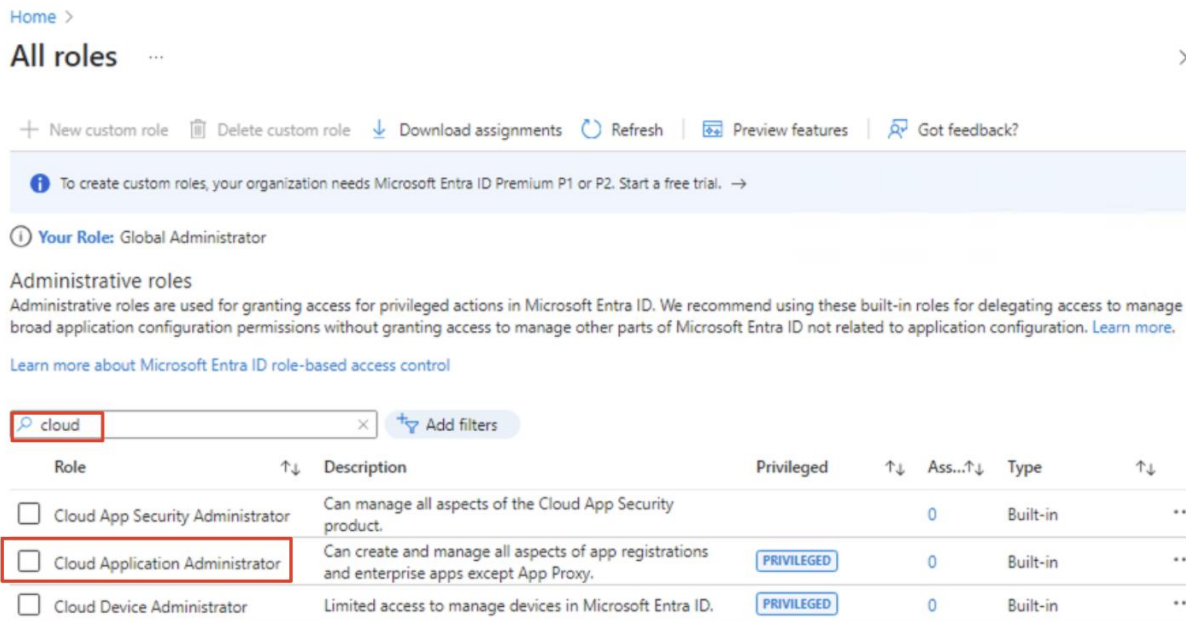 Home >
All roles ...
New custom role Delete custom role Download assignments Refresh Preview features Got feedback?
To create custom roles, your organization needs Microsoft Entra ID Premium P1 or P2. Start a free trial. →
Your Role: Global Administrator
Administrative roles
Administrative roles are used for granting access for privileged actions in Microsoft Entra ID. We recommend using these built-in roles for delegating access to manage
broad application configuration permissions without granting access to manage other parts of Microsoft Entra ID not related to application configuration. Learn more.
Learn more about Microsoft Entra ID role-based access control
cloud Add filters
Role Description Privileged Ass... Type
Cloud App Security Administrator Can manage all aspects of the Cloud App Security 0 Built-in
product.
Cloud Application Administrator Can create and manage all aspects of app registrations PRIVILEGED 0 Built-in
and enterprise apps except App Proxy.
Cloud Device Administrator Limited access to manage devices in Microsoft Entra ID. PRIVILEGED 0 Built-in